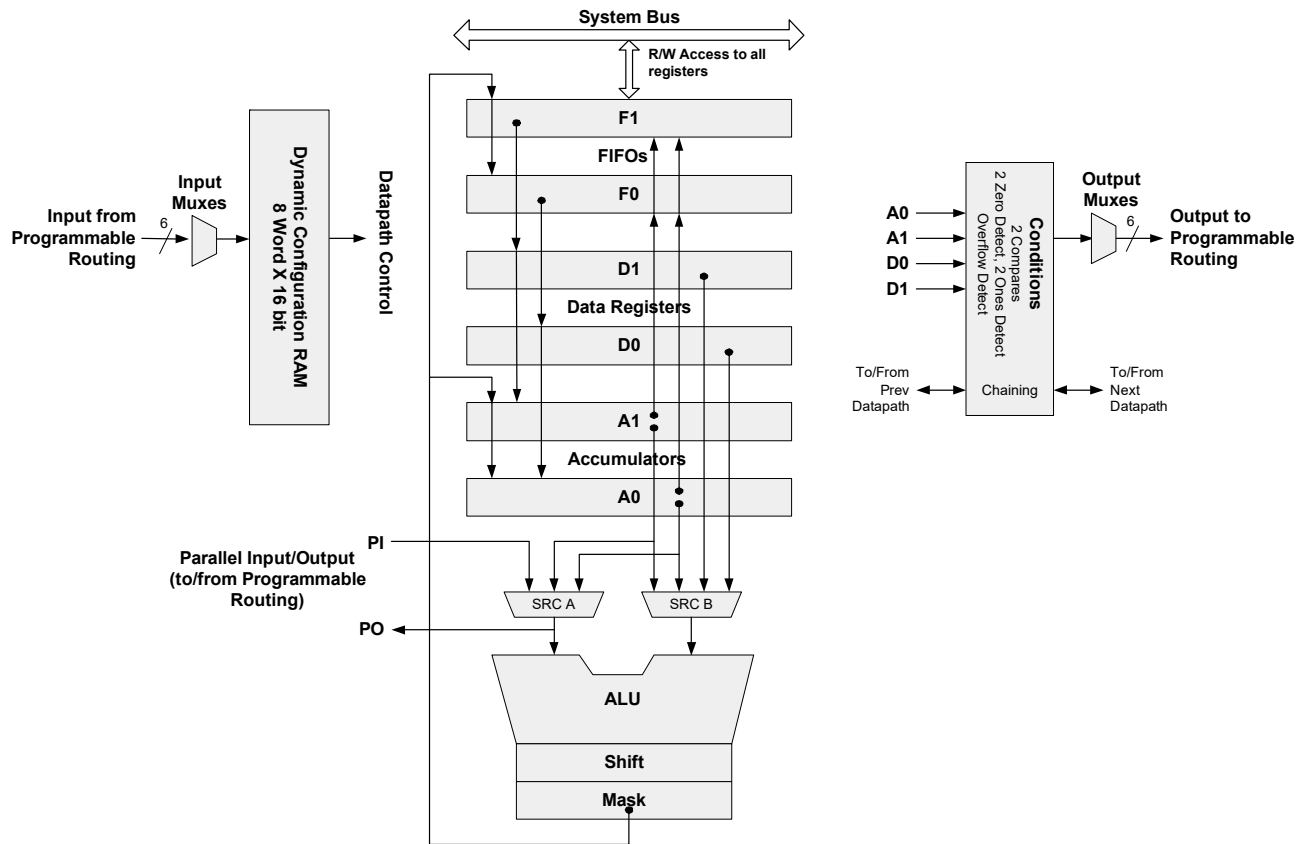 System Bus
R/W Access to all
registers
F1
FIFOs
F0
D1
Data Registers
D0
A1
Accumulators
A0
Input from
Programmable
Routing
6
Input
Muxes
Dynamic Configuration RAM
8 Word X 16 bit
Datapath Control
A0
A1
D0
D1
Conditions
2 Compares
2 Zero Detect, 2 Ones Detect
Overflow Detect
Chaining
Output
Muxes
6
Output to
Programmable
Routing
To/From
Prev
Datapath
To/From
Next
Datapath
PI
Parallel Input/Output
(to/from Programmable
Routing)
PO
SRC A
SRC B
ALU
Shift
Mask